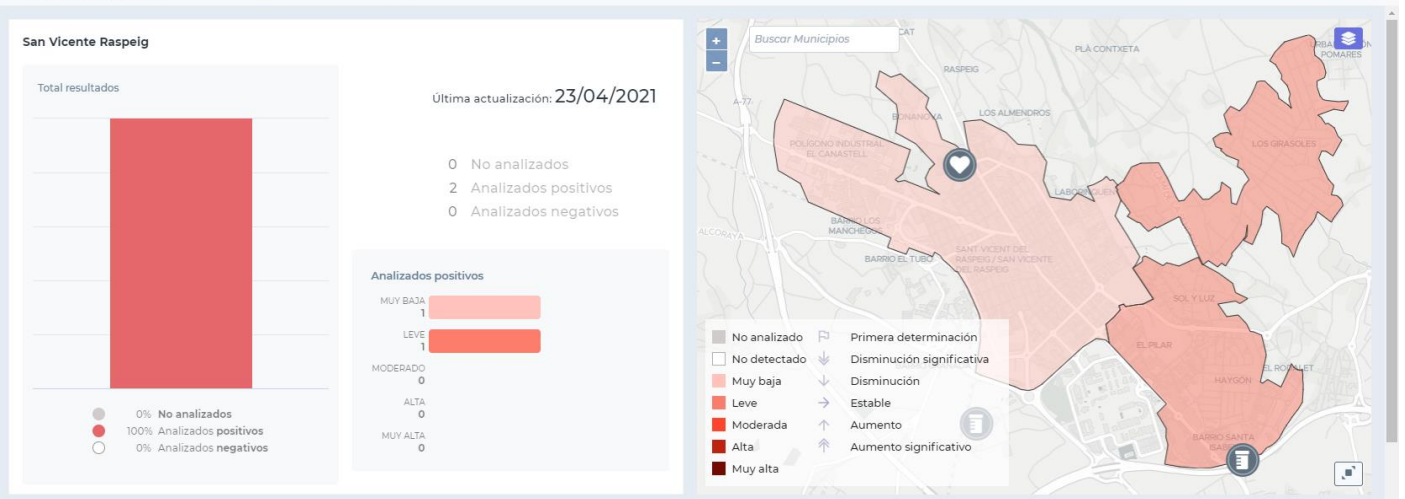 San Vicente Raspeig
Total resultados
Última actualización: 23/04/2021
0 No analizados
2 Analizados positivos
0 Analizados negativos
0% No analizados
100% Analizados positivos
0% Analizados negativos
Analizados positivos
MUY BAJA
1
LEVE
1
MODERADO
0
ALTA
0
MUY ALTA
0
+
−
Buscar Municipios
PLÀ CONTXETA
POMARES
RASPEIG
A-77
LOS ALMENDROS
BONANOVA
POLÍGONO INDUSTRIAL
EL CANASTELL
LOS GIRASOLES
BARRIO LOS
MANCHEGOS
ALCORAYA
BARRIO EL TUBO
SANT VICENT DEL
RASPEIG / SAN VICENTE
DEL RASPEIG
SOL Y LUZ
EL PILAR
HAYGÓN
BARRIO SANTA
No analizado
No detectado
Muy baja
Leve
Moderada
Alta
Muy alta
Primera determinación
Disminución significativa
Disminución
Estable
Aumento
Aumento significativo